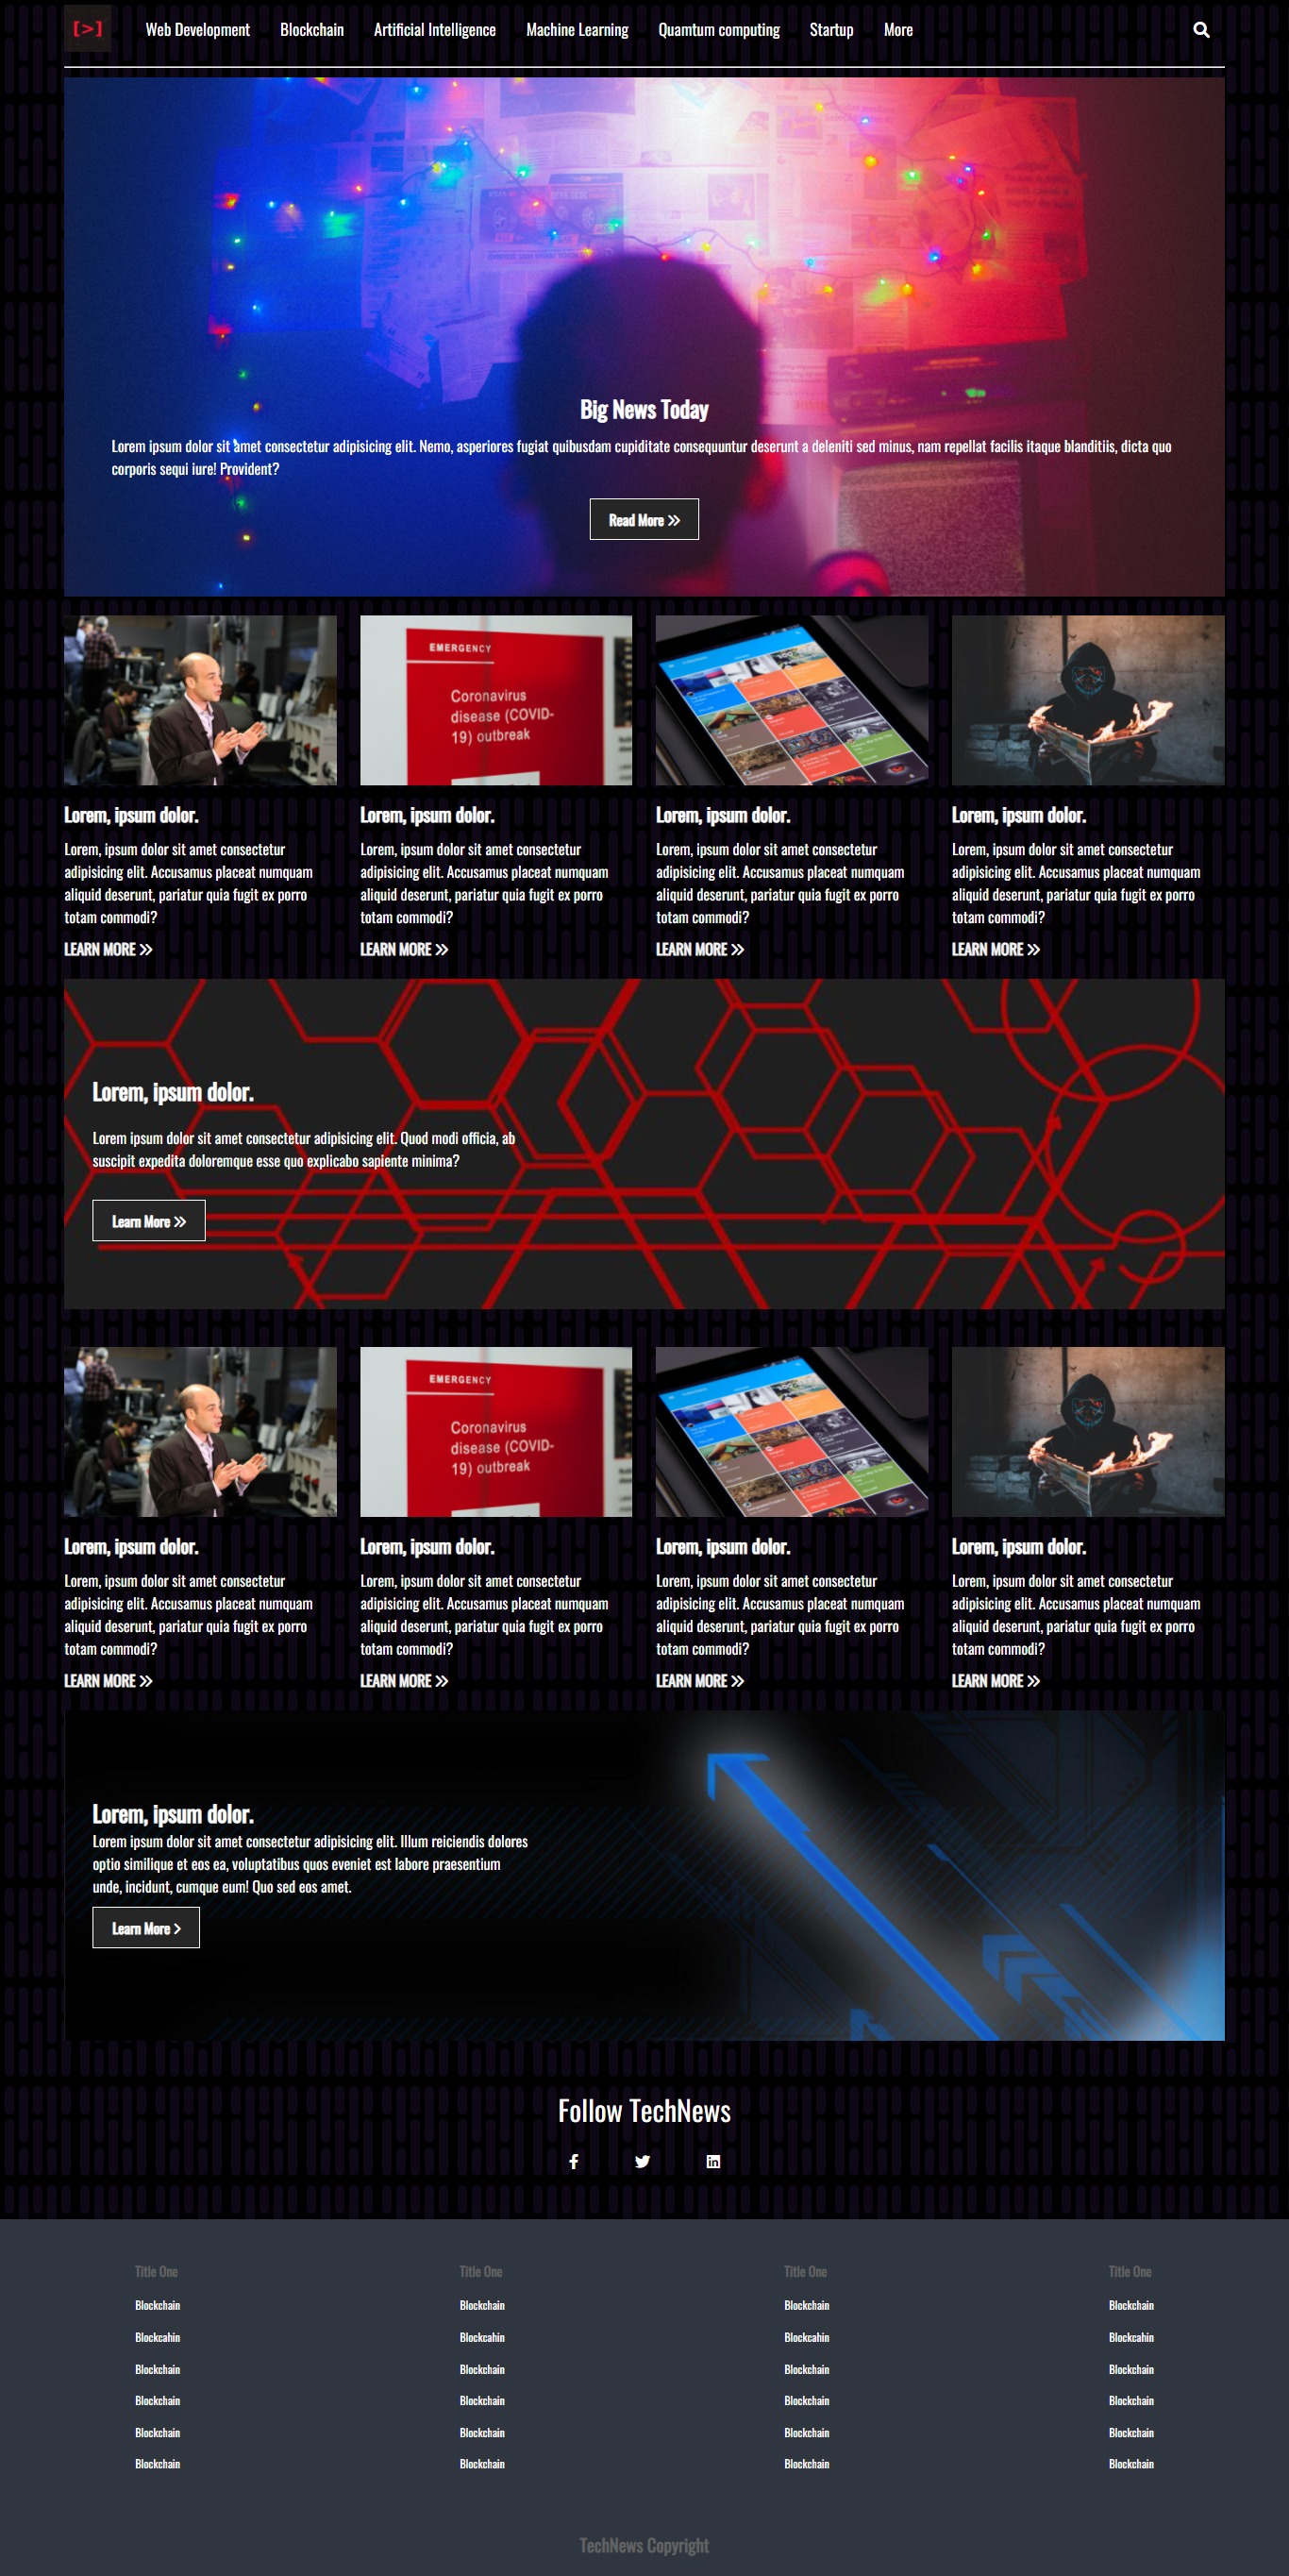 [>] Web Development Blockchain Artificial Intelligence Machine Learning Quamtum computing Startup More
Big News Today
Lorem ipsum dolor sit amet consectetur adipisicing elit. Nemo, asperiores fugiat quibusdam cupiditate consequuntur deserunt a deleniti sed minus, nam repellat facilis itaque blanditiis, dicta quo
corporis sequi iure! Provident?
Read More
EMERGENCY
Coronavirus
disease (COVID-
19) outbreak
Lorem, ipsum dolor.
Lorem, ipsum dolor sit amet consectetur
adipisicing elit. Accusamus placeat numquam
aliquid deserunt, pariatur quia fugit ex porro
totam commodi?
LEARN MORE
Lorem, ipsum dolor.
Lorem, ipsum dolor sit amet consectetur
adipisicing elit. Accusamus placeat numquam
aliquid deserunt, pariatur quia fugit ex porro
totam commodi?
LEARN MORE
Lorem, ipsum dolor.
Lorem, ipsum dolor sit amet consectetur
adipisicing elit. Accusamus placeat numquam
aliquid deserunt, pariatur quia fugit ex porro
totam commodi?
LEARN MORE
Lorem, ipsum dolor.
Lorem, ipsum dolor sit amet consectetur
adipisicing elit. Accusamus placeat numquam
aliquid deserunt, pariatur quia fugit ex porro
totam commodi?
LEARN MORE
Lorem, ipsum dolor.
Lorem ipsum dolor sit amet consectetur adipisicing elit. Quod modi officia, ab
suscipit expedita doloremque esse quo explicabo sapiente minima?
Learn More
EMERGENCY
Coronavirus
disease (COVID-
19) outbreak
Lorem, ipsum dolor.
Lorem, ipsum dolor sit amet consectetur
adipisicing elit. Accusamus placeat numquam
aliquid deserunt, pariatur quia fugit ex porro
totam commodi?
LEARN MORE
Lorem, ipsum dolor.
Lorem, ipsum dolor sit amet consectetur
adipisicing elit. Accusamus placeat numquam
aliquid deserunt, pariatur quia fugit ex porro
totam commodi?
LEARN MORE
Lorem, ipsum dolor.
Lorem, ipsum dolor sit amet consectetur
adipisicing elit. Accusamus placeat numquam
aliquid deserunt, pariatur quia fugit ex porro
totam commodi?
LEARN MORE
Lorem, ipsum dolor.
Lorem, ipsum dolor sit amet consectetur
adipisicing elit. Accusamus placeat numquam
aliquid deserunt, pariatur quia fugit ex porro
totam commodi?
LEARN MORE
Lorem, ipsum dolor.
Lorem ipsum dolor sit amet consectetur adipisicing elit. Illum reiciendis dolores
optio similique et eos ea, voluptatibus quos eveniet est labore praesentium
unde, incidunt, cumque eum! Quo sed eos amet.
Learn More
Follow TechNews
Title One
Blockchain
Blockcahin
Blockchain
Blockchain
Blockchain
Blockchain
Title One
Blockchain
Blockcahin
Blockchain
Blockchain
Blockchain
Blockchain
Title One
Blockchain
Blockcahin
Blockchain
Blockchain
Blockchain
Blockchain
Title One
Blockchain
Blockcahin
Blockchain
Blockchain
Blockchain
Blockchain
TechNews Copyright